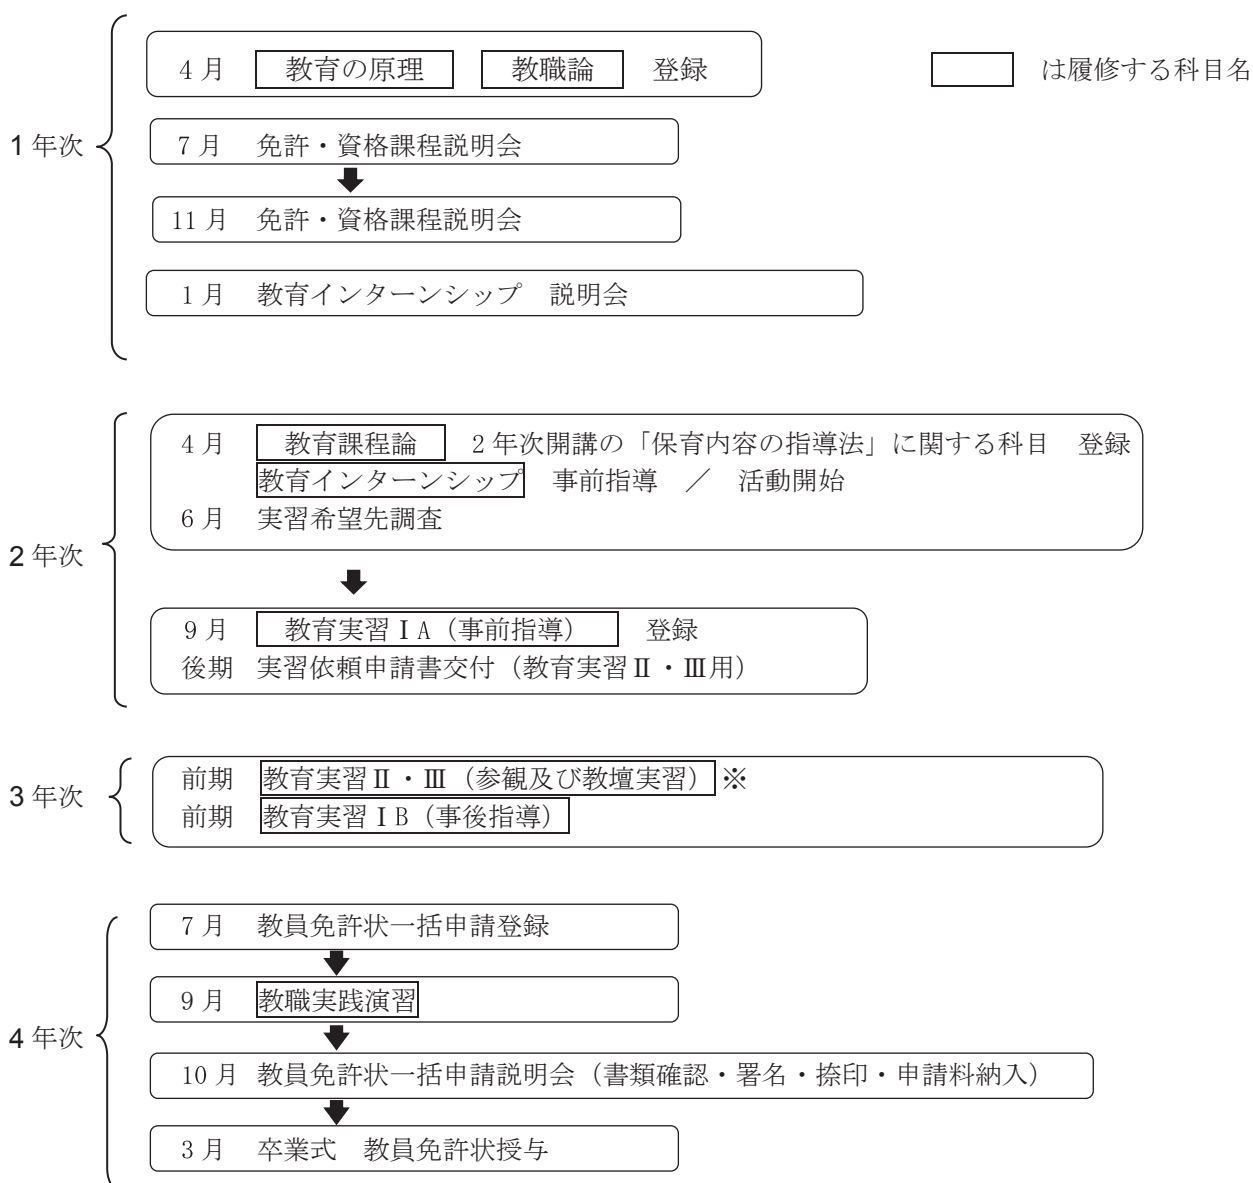 4月 教育の原理 教職論 登録
は履修する科目名
1年次
7月 免許・資格課程説明会
11月 免許・資格課程説明会
1月 教育インターンシップ 説明会
2年次
4月 教育課程論 2年次開講の「保育内容の指導法」に関する科目 登録
教育インターンシップ 事前指導 ／ 活動開始
6月 実習希望先調査
9月 教育実習ⅠA（事前指導） 登録
後期 実習依頼申請書交付（教育実習Ⅱ・Ⅲ用）
3年次
前期 教育実習Ⅱ・Ⅲ（参観及び教壇実習）※
前期 教育実習ⅠB（事後指導）
4年次
7月 教員免許状一括申請登録
9月 教職実践演習
10月 教員免許状一括申請説明会（書類確認・署名・捺印・申請料納入）
3月 卒業式 教員免許状授与